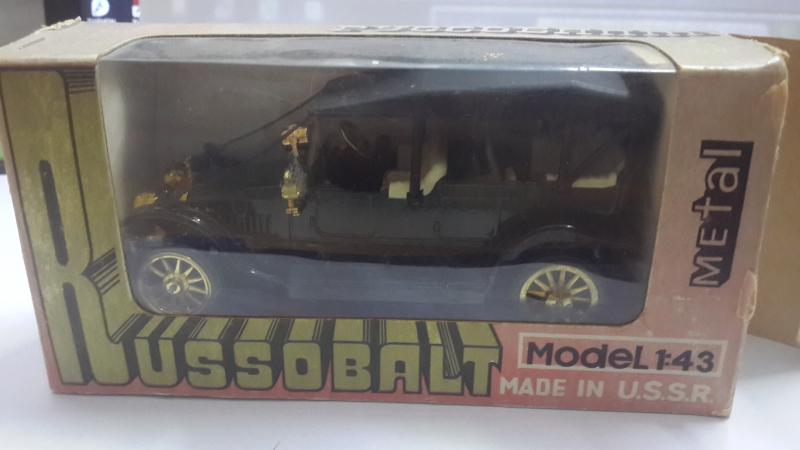 METAL
RUSSOBALT
MODEL 1:43
MADE IN U.S.S.R.